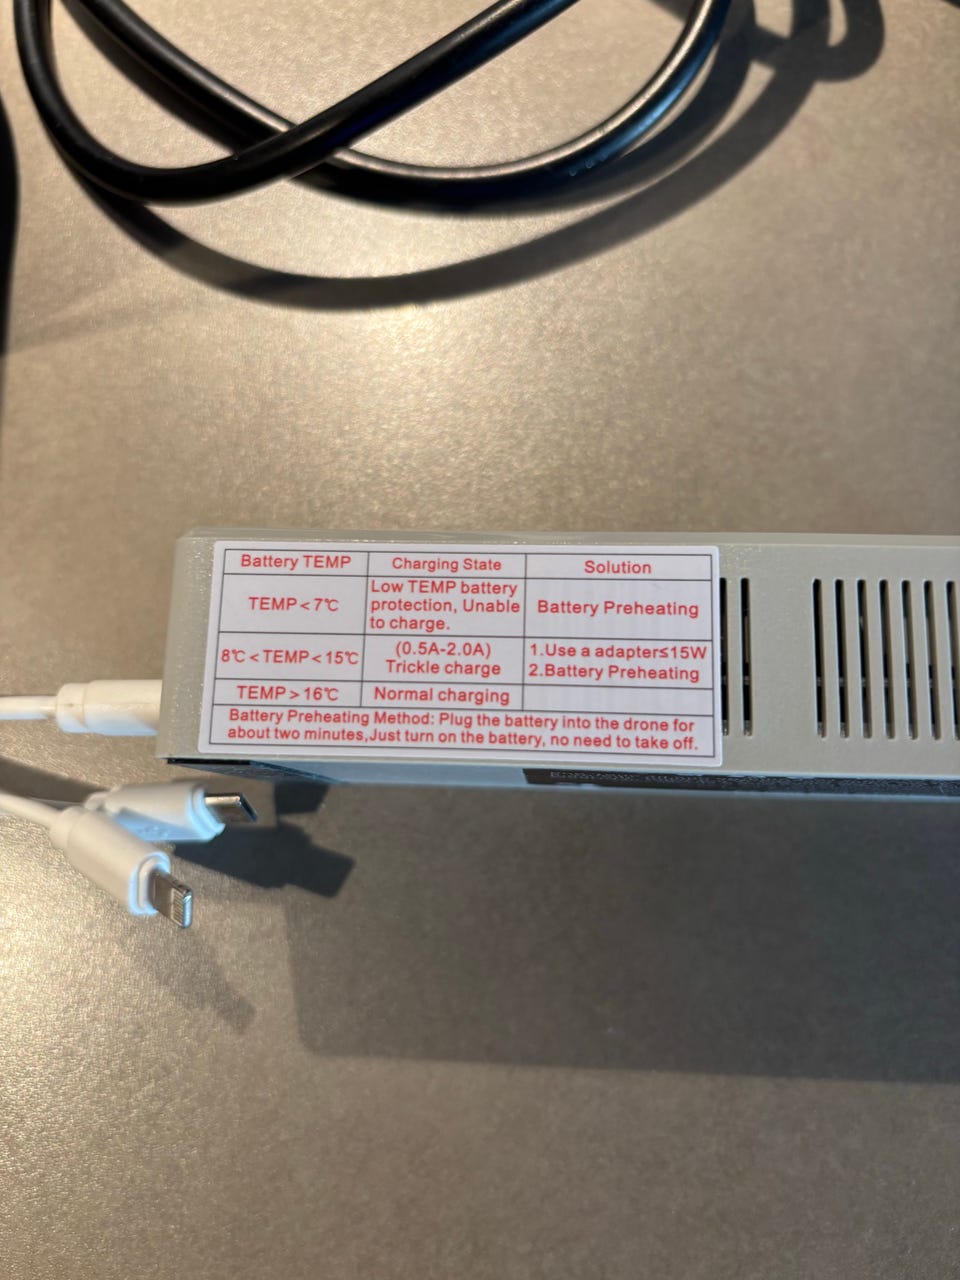 Battery TEMP Charging State Solution
TEMP<7℃ Low TEMP battery protection, Unable to charge. Battery Preheating
8℃<TEMP<15℃ (0.5A-2.0A) Trickle charge 1.Use a adapter≤15W 2.Battery Preheating
TEMP>16℃ Normal charging
Battery Preheating Method: Plug the battery into the drone for
about two minutes,Just turn on the battery, no need to take off.